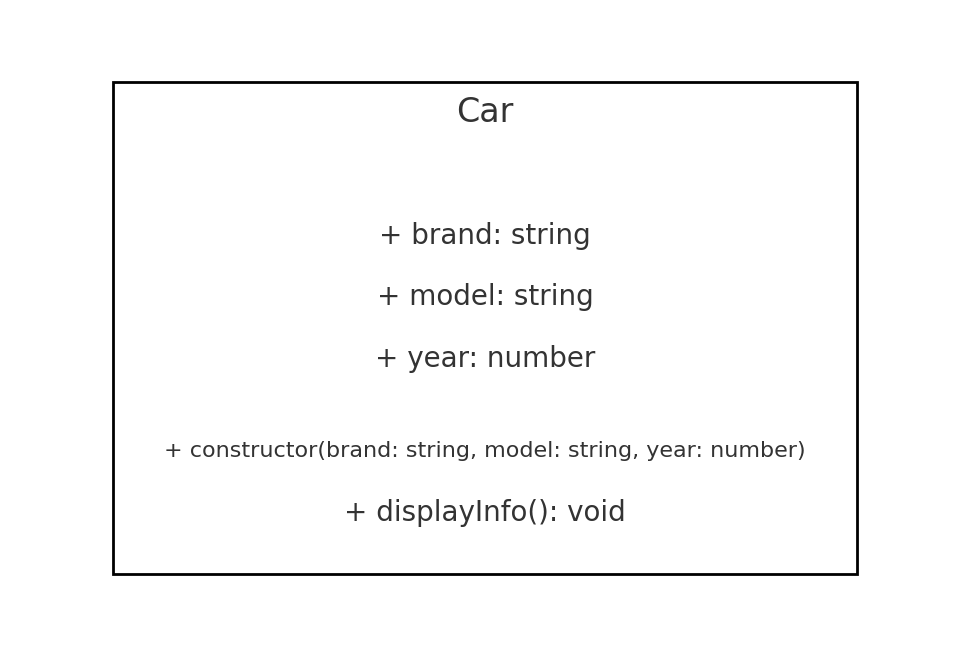 Car
+ brand: string
+ model: string
+ year: number
+ constructor(brand: string, model: string, year: number)
+ displayInfo(): void